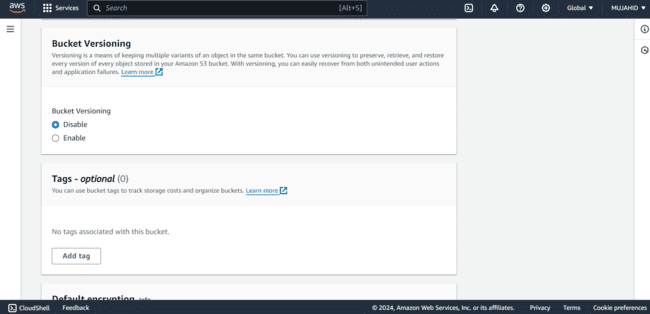 aws
Services
Search
[Alt+S]
Global
MUJAHID
Bucket Versioning
Versioning is a means of keeping multiple variants of an object in the same bucket. You can use versioning to preserve, retrieve, and restore
every version of every object stored in your Amazon S3 bucket. With versioning, you can easily recover from both unintended user actions
and application failures. Learn more
Bucket Versioning
Disable
Enable
Tags - optional (0)
You can use bucket tags to track storage costs and organize buckets. Learn more
No tags associated with this bucket.
Add tag
Default encryption Info
CloudShell
Feedback
© 2024, Amazon Web Services, Inc. or its affiliates.
Privacy
Terms
Cookie preferences